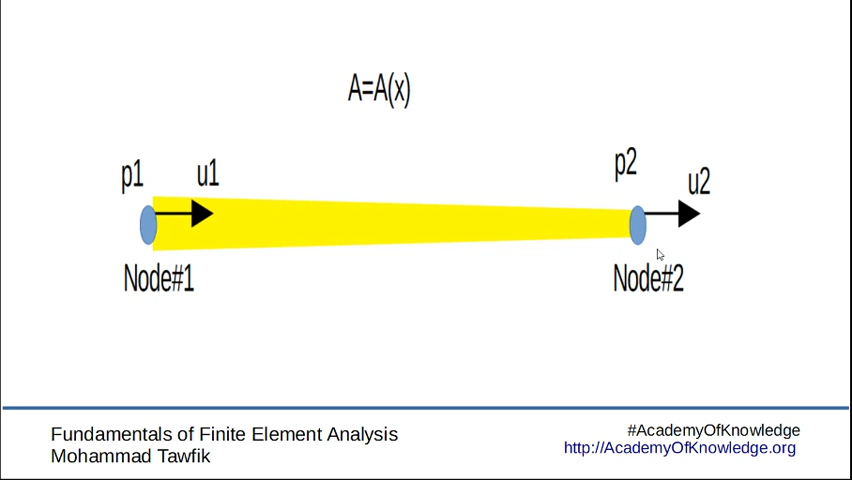 A=A(x)
p1 u1
p2 u2
Node#1
Node#2
Fundamentals of Finite Element Analysis
Mohammad Tawfik
#AcademyOfKnowledge
http://AcademyOfKnowledge.org